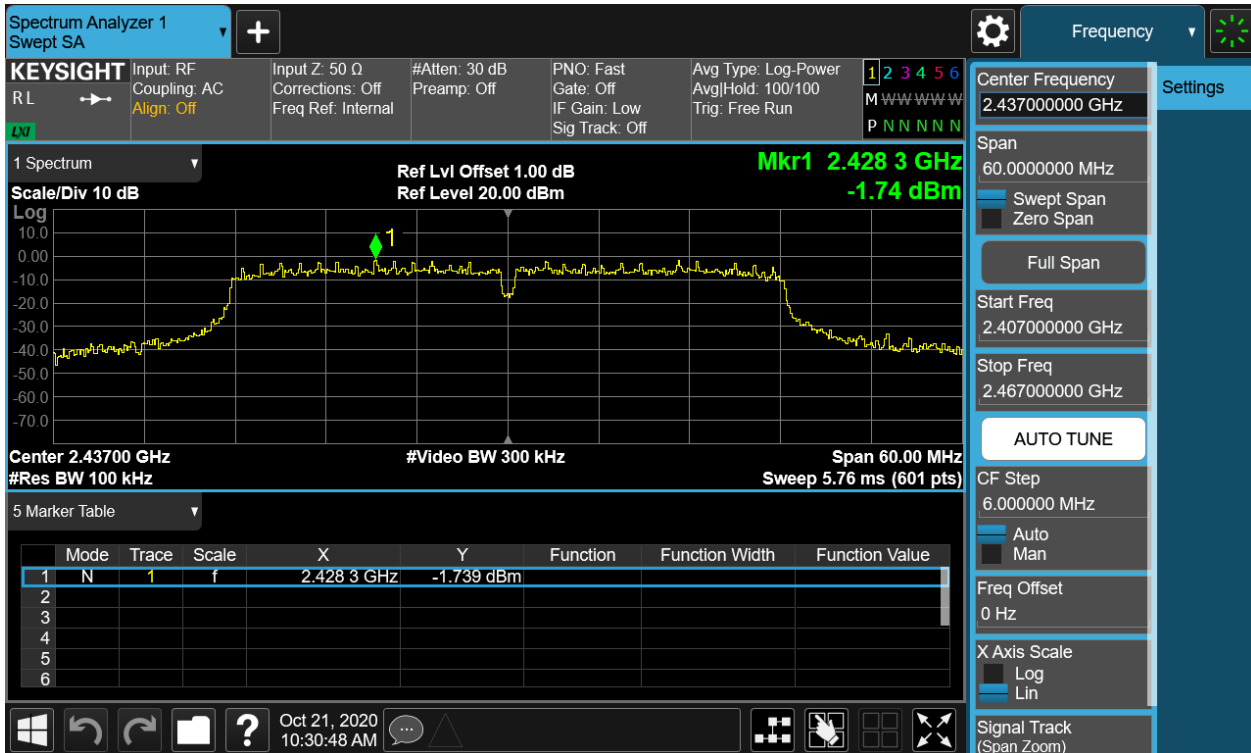 Spectrum Analyzer 1
Swept SA
Frequency
KEYSIGHT
R L
LXI
Input: RF
Coupling: AC
Align: Off
Input Z: 50 Ω
Corrections: Off
Freq Ref: Internal
#Atten: 30 dB
Preamp: Off
PNO: Fast
Gate: Off
IF Gain: Low
Sig Track: Off
Avg Type: Log-Power
Avg|Hold: 100/100
Trig: Free Run
1 2 3 4 5 6
M W W W W W
P N N N N N
1 Spectrum
Scale/Div 10 dB
Ref Lvl Offset 1.00 dB
Ref Level 20.00 dBm
Mkr1 2.428 3 GHz
-1.74 dBm
Log
10.0
0.00
-10.0
-20.0
-30.0
-40.0
-50.0
-60.0
-70.0
1
Center 2.43700 GHz
#Res BW 100 kHz
#Video BW 300 kHz
Span 60.00 MHz
Sweep 5.76 ms (601 pts)
5 Marker Table
Mode Trace Scale X Y Function Function Width Function Value
1 N 1 f 2.428 3 GHz -1.739 dBm
2
3
4
5
6
Oct 21, 2020
10:30:48 AM
?
Center Frequency
2.437000000 GHz
Span
60.0000000 MHz
Swept Span
Zero Span
Full Span
Start Freq
2.407000000 GHz
Stop Freq
2.467000000 GHz
AUTO TUNE
CF Step
6.000000 MHz
Auto
Man
Freq Offset
0 Hz
X Axis Scale
Log
Lin
Signal Track
(Span Zoom)
Settings